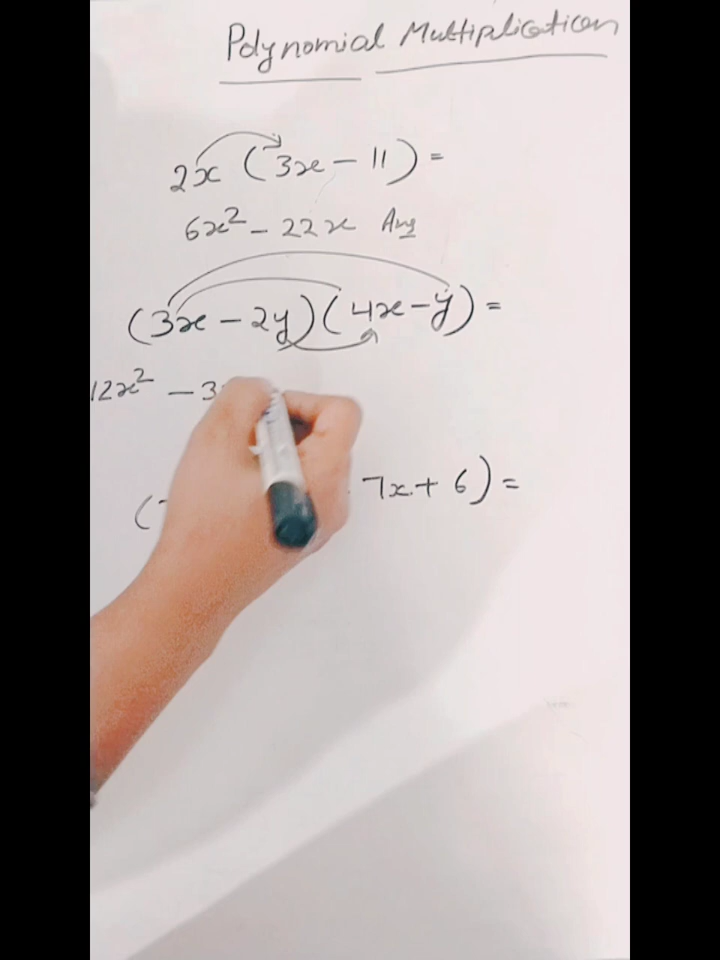 Polynomial Multiplication
2x (3x - 11) =
6x² - 22x Ans
(3x - 2y)(4x - y) =
12x² - 3
( 7x + 6) =